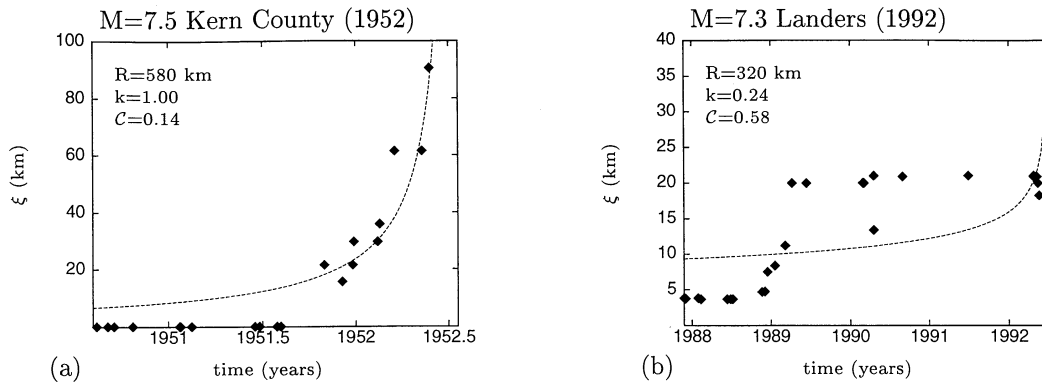 M=7.5 Kern County (1952)
100
80
60
40
20
ξ (km)
R=580 km
k=1.00
C=0.14
1951
1951.5
1952
1952.5
time (years)
(a)
M=7.3 Landers (1992)
40
35
30
25
20
15
10
5
0
ξ (km)
R=320 km
k=0.24
C=0.58
1988
1989
1990
1991
1992
time (years)
(b)